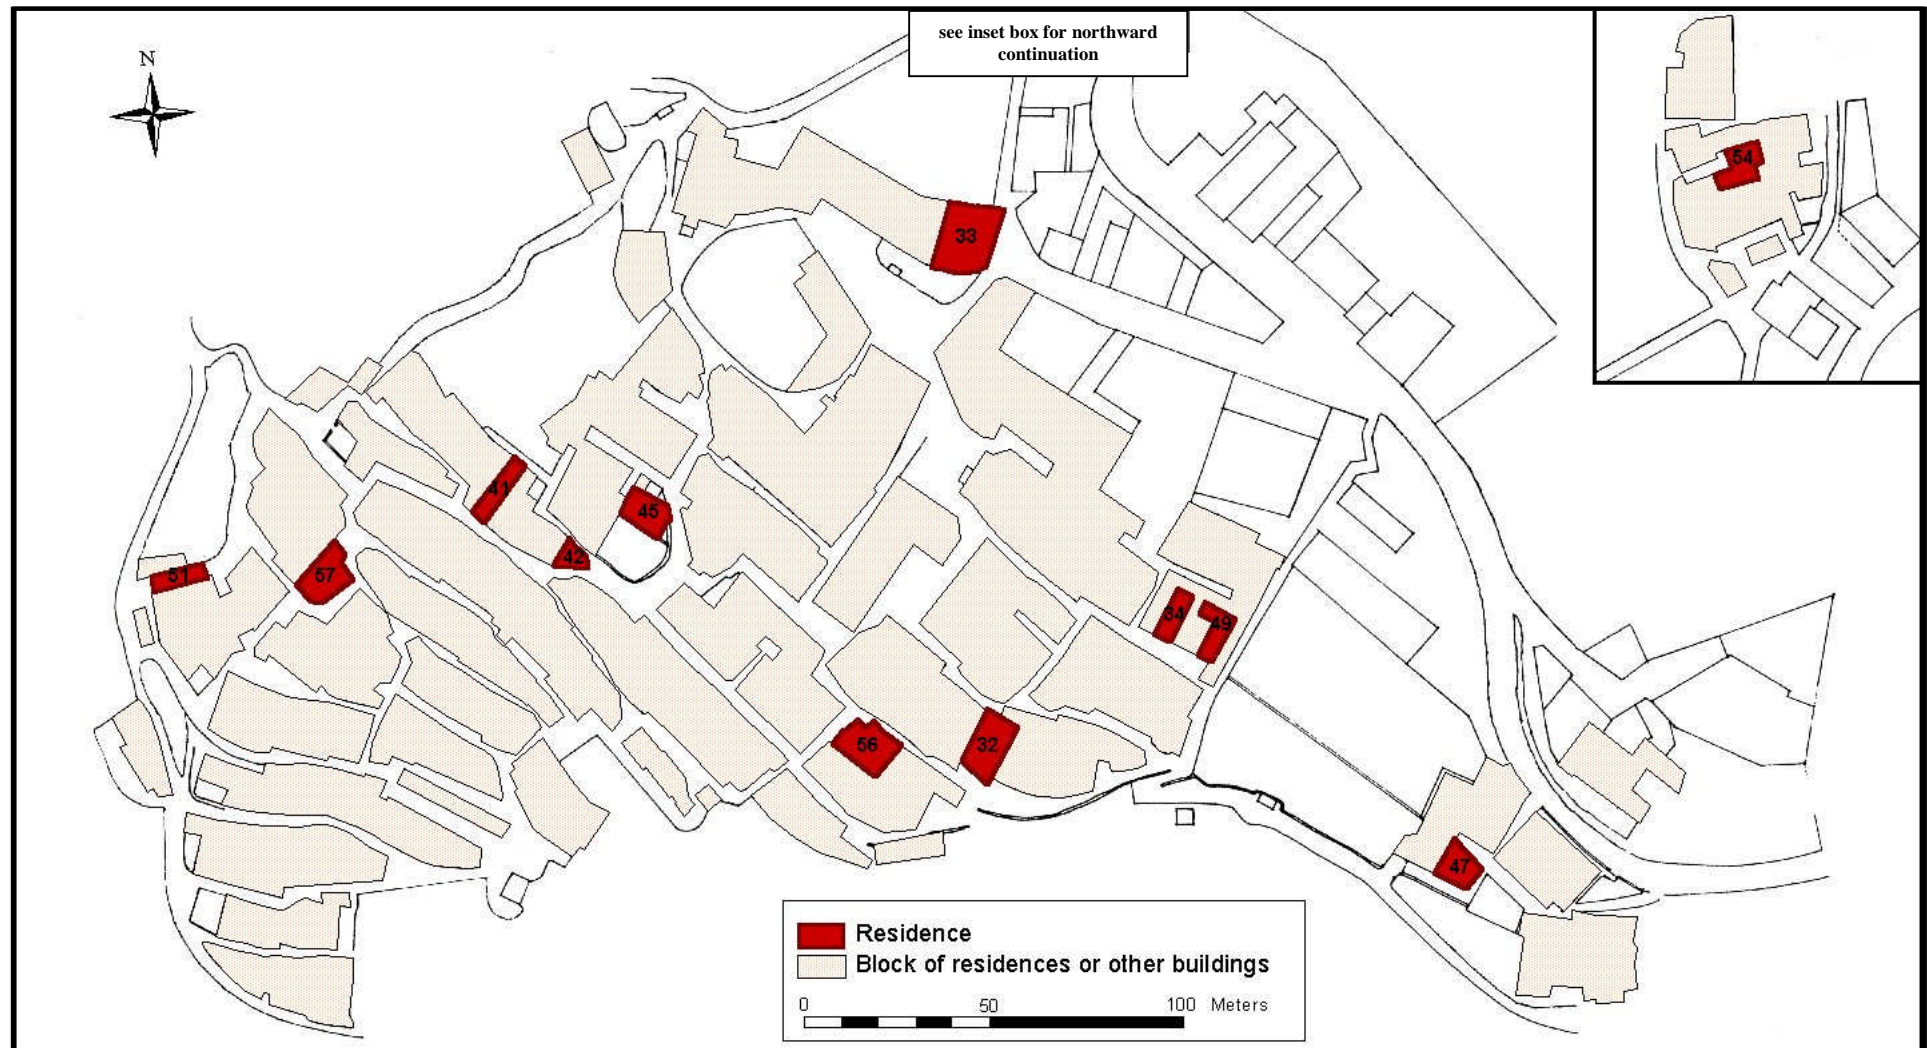 see inset box for northward
continuation
N
54
33
41
45
42
51
57
34
49
56
32
47
Residence
Block of residences or other buildings
0 50 100 Meters